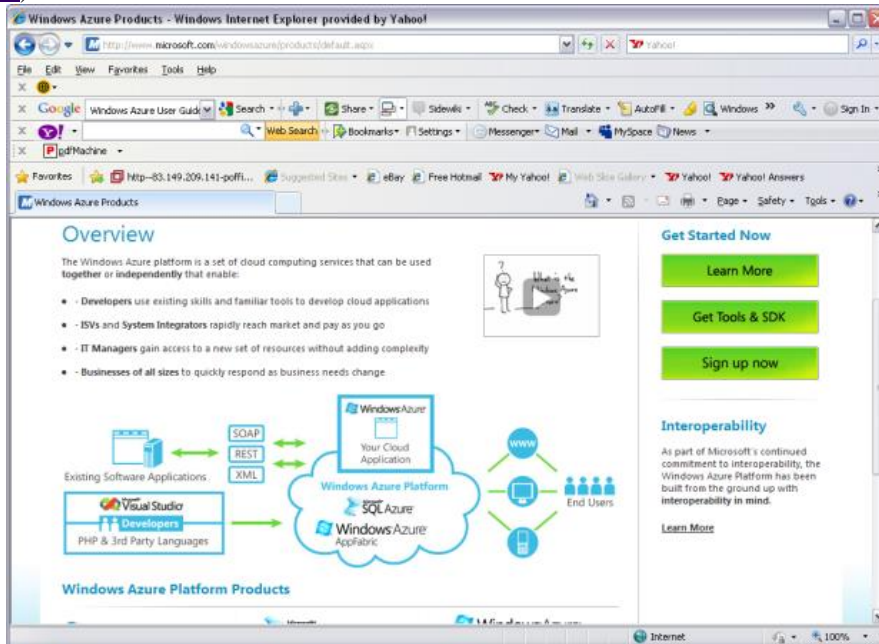 Windows Azure Products - Windows Internet Explorer provided by Yahoo!
http://www.microsoft.com/windowsazure/products/default.aspx
Yahoo!
File Edit View Favorites Tools Help
Google Windows Azure User Guide Search Share Sidewiki Check Translate AutoFill Windows Sign In
Web Search Bookmarks Settings Messenger Mail MySpace News
pdfMachine
Favorites http--83.149.209.141-poffi... Suggested Sites eBay Free Hotmail My Yahoo! Web Slice Gallery Yahoo! Yahoo! Answers
Windows Azure Products
Page Safety Tools
Overview
The Windows Azure platform is a set of cloud computing services that can be used
together or independently that enable:
- Developers use existing skills and familiar tools to develop cloud applications
- ISVs and System Integrators rapidly reach market and pay as you go
- IT Managers gain access to a new set of resources without adding complexity
- Businesses of all sizes to quickly respond as business needs change
?
What is the
Windows Azure
Existing Software Applications
SOAP
REST
XML
Windows Azure
Your Cloud
Application
Windows Azure Platform
Microsoft
SQL Azure
Windows Azure
AppFabric
Microsoft
Visual Studio
Developers
PHP & 3rd Party Languages
WWW
End Users
Windows Azure Platform Products
Get Started Now
Learn More
Get Tools & SDK
Sign up now
Interoperability
As part of Microsoft's continued
commitment to interoperability, the
Windows Azure Platform has been
built from the ground up with
interoperability in mind.
Learn More
Internet
100%